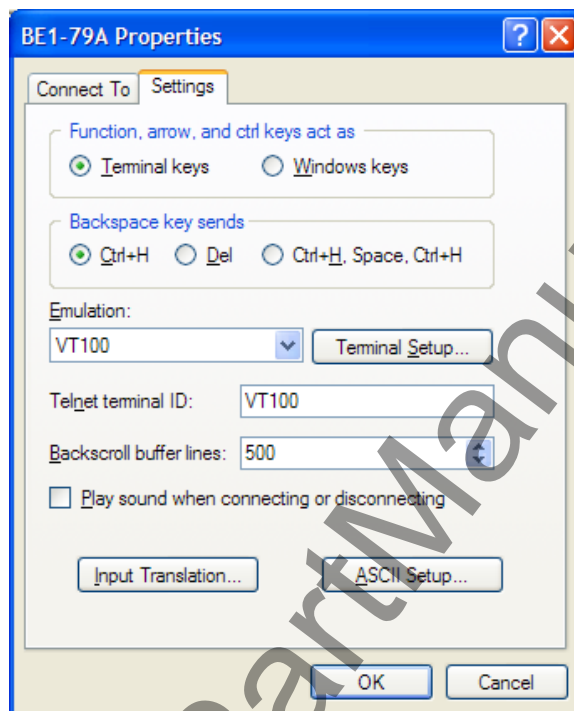 BE1-79A Properties
Connect To Settings
Function, arrow, and ctrl keys act as
Terminal keys Windows keys
Backspace key sends
Ctrl+H Del Ctrl+H, Space, Ctrl+H
Emulation:
VT100 Terminal Setup...
Telnet terminal ID: VT100
Backscroll buffer lines: 500
Play sound when connecting or disconnecting
Input Translation... ASCII Setup...
OK Cancel